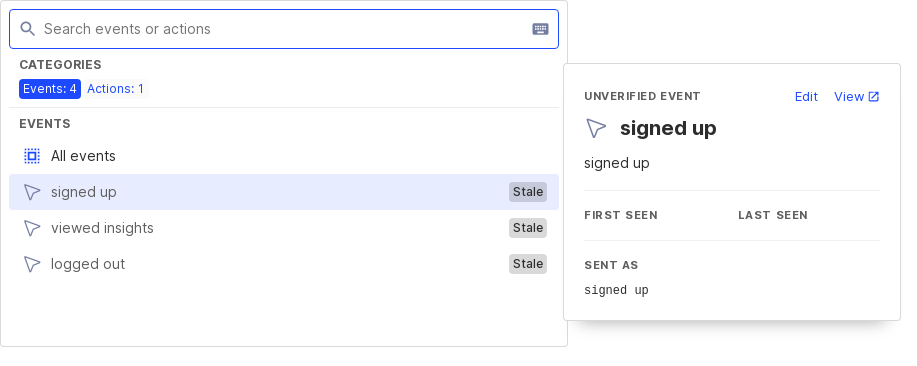 Search events or actions
CATEGORIES
Events: 4 Actions: 1
EVENTS
All events
signed up Stale
viewed insights Stale
logged out Stale
UNVERIFIED EVENT Edit View
signed up
signed up
FIRST SEEN LAST SEEN
SENT AS
signed up